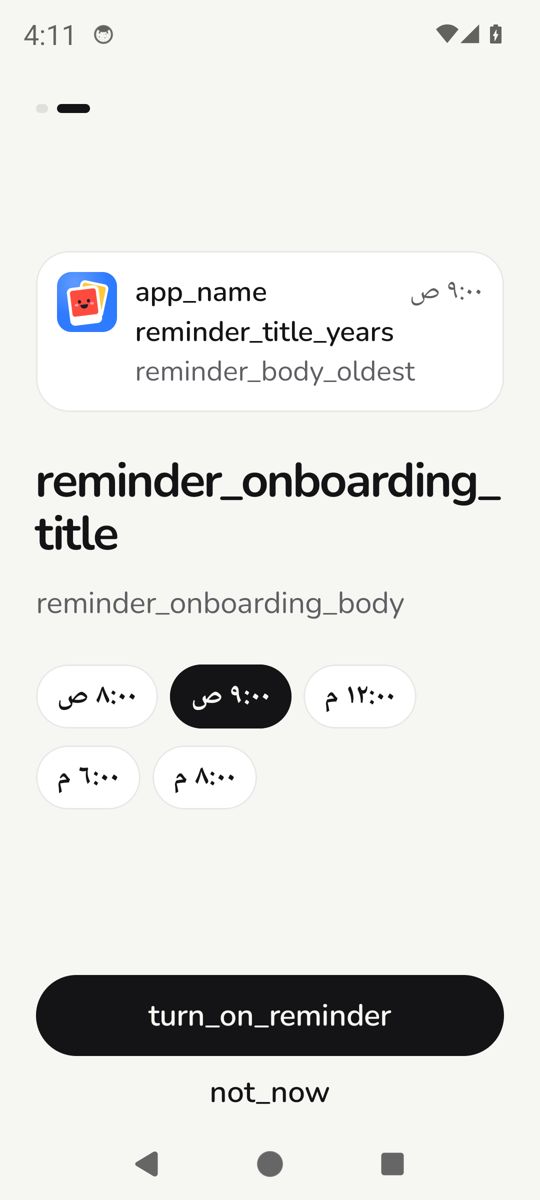 4:11
app_name
٩:٠٠ ص
reminder_title_years
reminder_body_oldest
reminder_onboarding_
title
reminder_onboarding_body
٨:٠٠ ص
٩:٠٠ ص
١٢:٠٠ م
٦:٠٠ م
٨:٠٠ م
turn_on_reminder
not_now